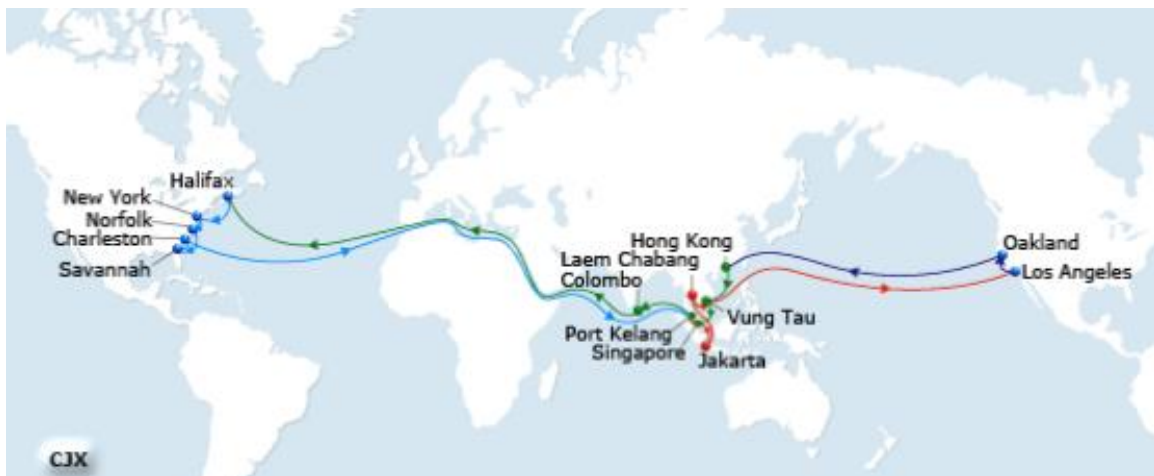 Halifax
New York
Norfolk
Charleston
Savannah
Hong Kong
Laem Chabang
Colombo
Port Kelang
Singapore
Jakarta
Vung Tau
Oakland
Los Angeles
CJX